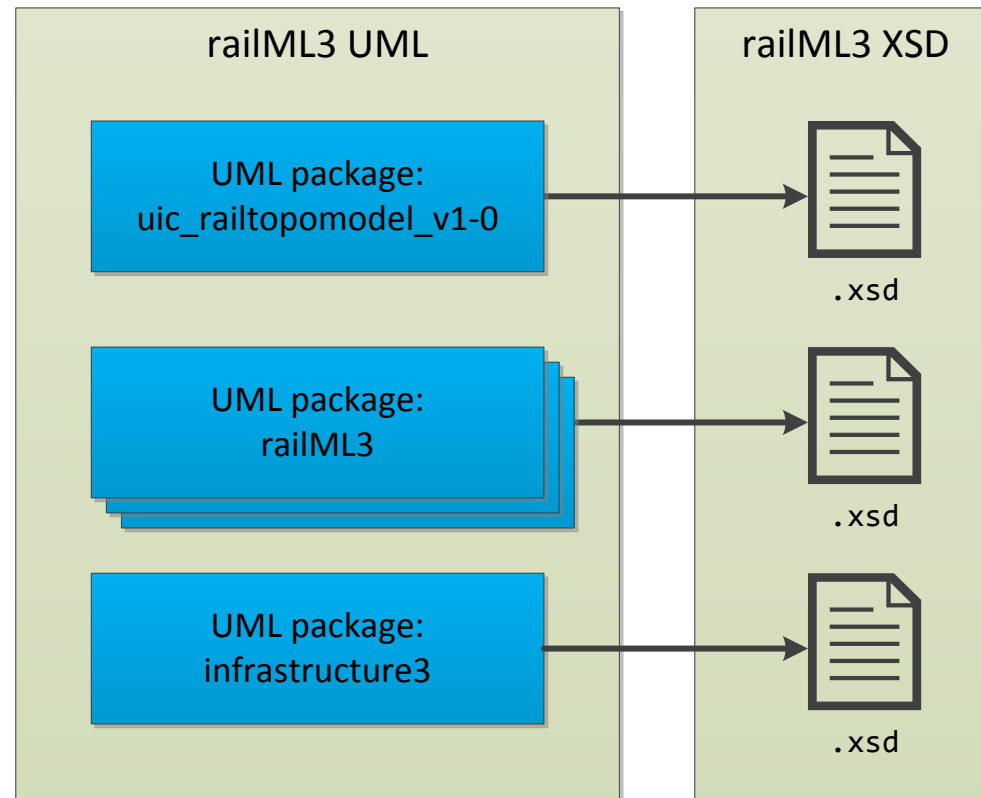 railML3 UML
railML3 XSD
UML package:
uic_railtopomodel_v1-0
.xsd
UML package:
railML3
.xsd
UML package:
infrastructure3
.xsd